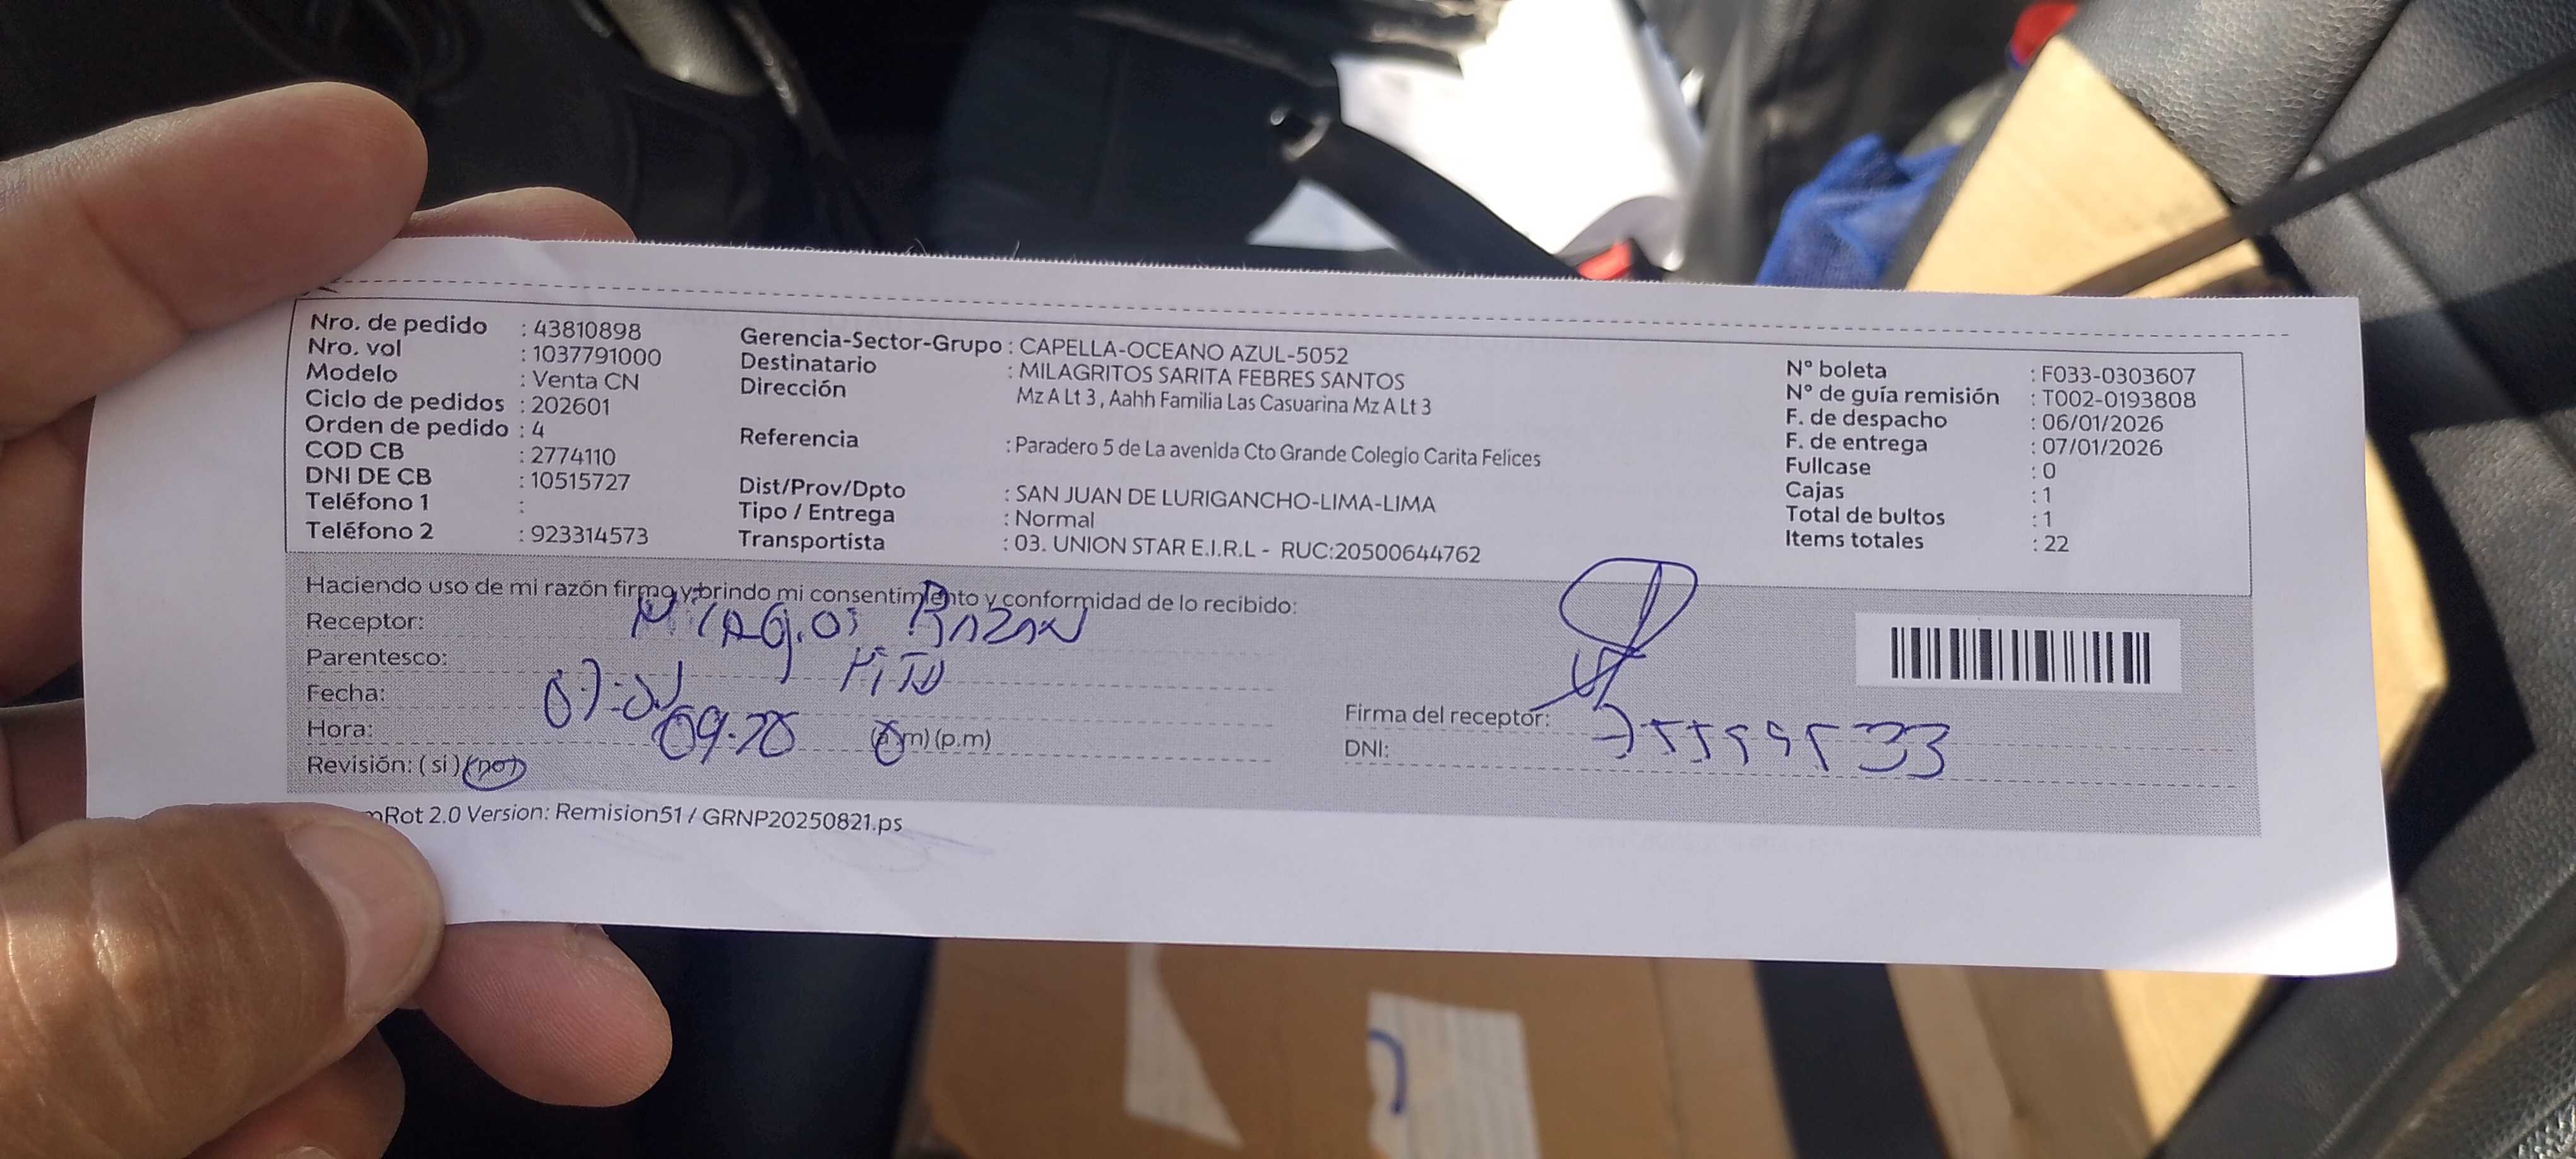 Nro. de pedido : 43810898
Nro. vol : 1037791000
Modelo : Venta CN
Ciclo de pedidos : 202601
Orden de pedido : 4
COD CB : 2774110
DNI DE CB : 10515727
Teléfono 1 :
Teléfono 2 : 923314573
Gerencia-Sector-Grupo : CAPELLA-OCEANO AZUL-5052
Destinatario : MILAGRITOS SARITA FEBRES SANTOS
Dirección Mz A Lt 3 , Aahh Familia Las Casuarina Mz A Lt 3
Referencia : Paradero 5 de La avenida Cto Grande Colegio Carita Felices
Dist/Prov/Dpto : SAN JUAN DE LURIGANCHO-LIMA-LIMA
Tipo / Entrega : Normal
Transportista : 03. UNION STAR E.I.R.L - RUC:20500644762
N° boleta : F033-0303607
N° de guía remisión : T002-0193808
F. de despacho : 06/01/2026
F. de entrega : 07/01/2026
Fullcase : 0
Cajas : 1
Total de bultos : 1
Items totales : 22
Haciendo uso de mi razón firmo y brindo mi consentimiento y conformidad de lo recibido:
Receptor:
Parentesco:
Fecha: 07-01
Hora: (a.m) (p.m)
Revisión: ( si ) (no)
Firma del receptor:
DNI:
Rot 2.0 Version: Remision51 / GRNP20250821.ps